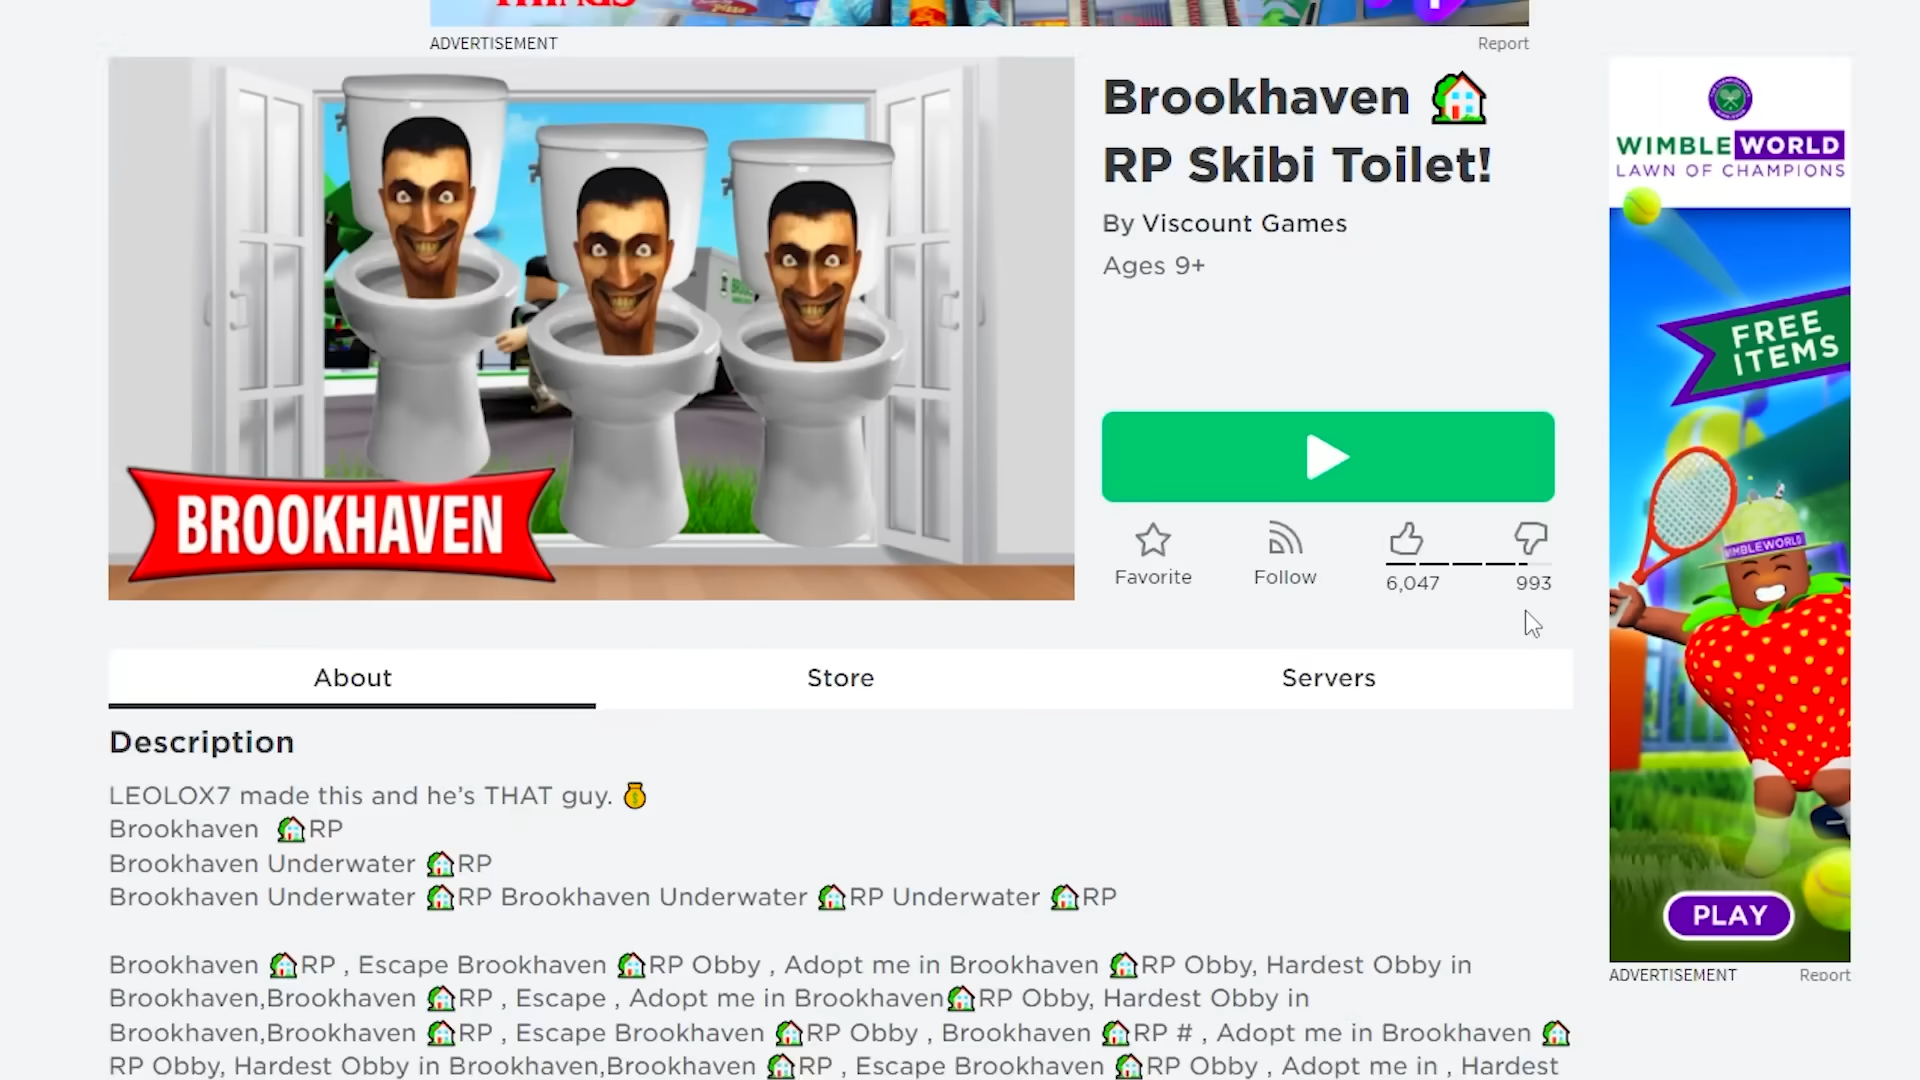 THINGS
ADVERTISEMENT
Report
Brookhaven 🏡
RP Skibi Toilet!
By Viscount Games
Ages 9+
BROOKHAVEN
Favorite
Follow
6,047
993
About
Store
Servers
Description
LEOLOX7 made this and he's THAT guy. 💰
Brookhaven 🏡RP
Brookhaven Underwater 🏡RP
Brookhaven Underwater 🏡RP Brookhaven Underwater 🏡RP Underwater 🏡RP
Brookhaven 🏡RP , Escape Brookhaven 🏡RP Obby , Adopt me in Brookhaven 🏡RP Obby, Hardest Obby in
Brookhaven,Brookhaven 🏡RP , Escape , Adopt me in Brookhaven🏡RP Obby, Hardest Obby in
Brookhaven,Brookhaven 🏡RP , Escape Brookhaven 🏡RP Obby , Brookhaven 🏡RP # , Adopt me in Brookhaven 🏡
RP Obby, Hardest Obby in Brookhaven,Brookhaven 🏡RP , Escape Brookhaven 🏡RP Obby , Adopt me in , Hardest
WIMBLEWORLD
LAWN OF CHAMPIONS
FREE
ITEMS
WIMBLEWORLD
PLAY
ADVERTISEMENT
Report